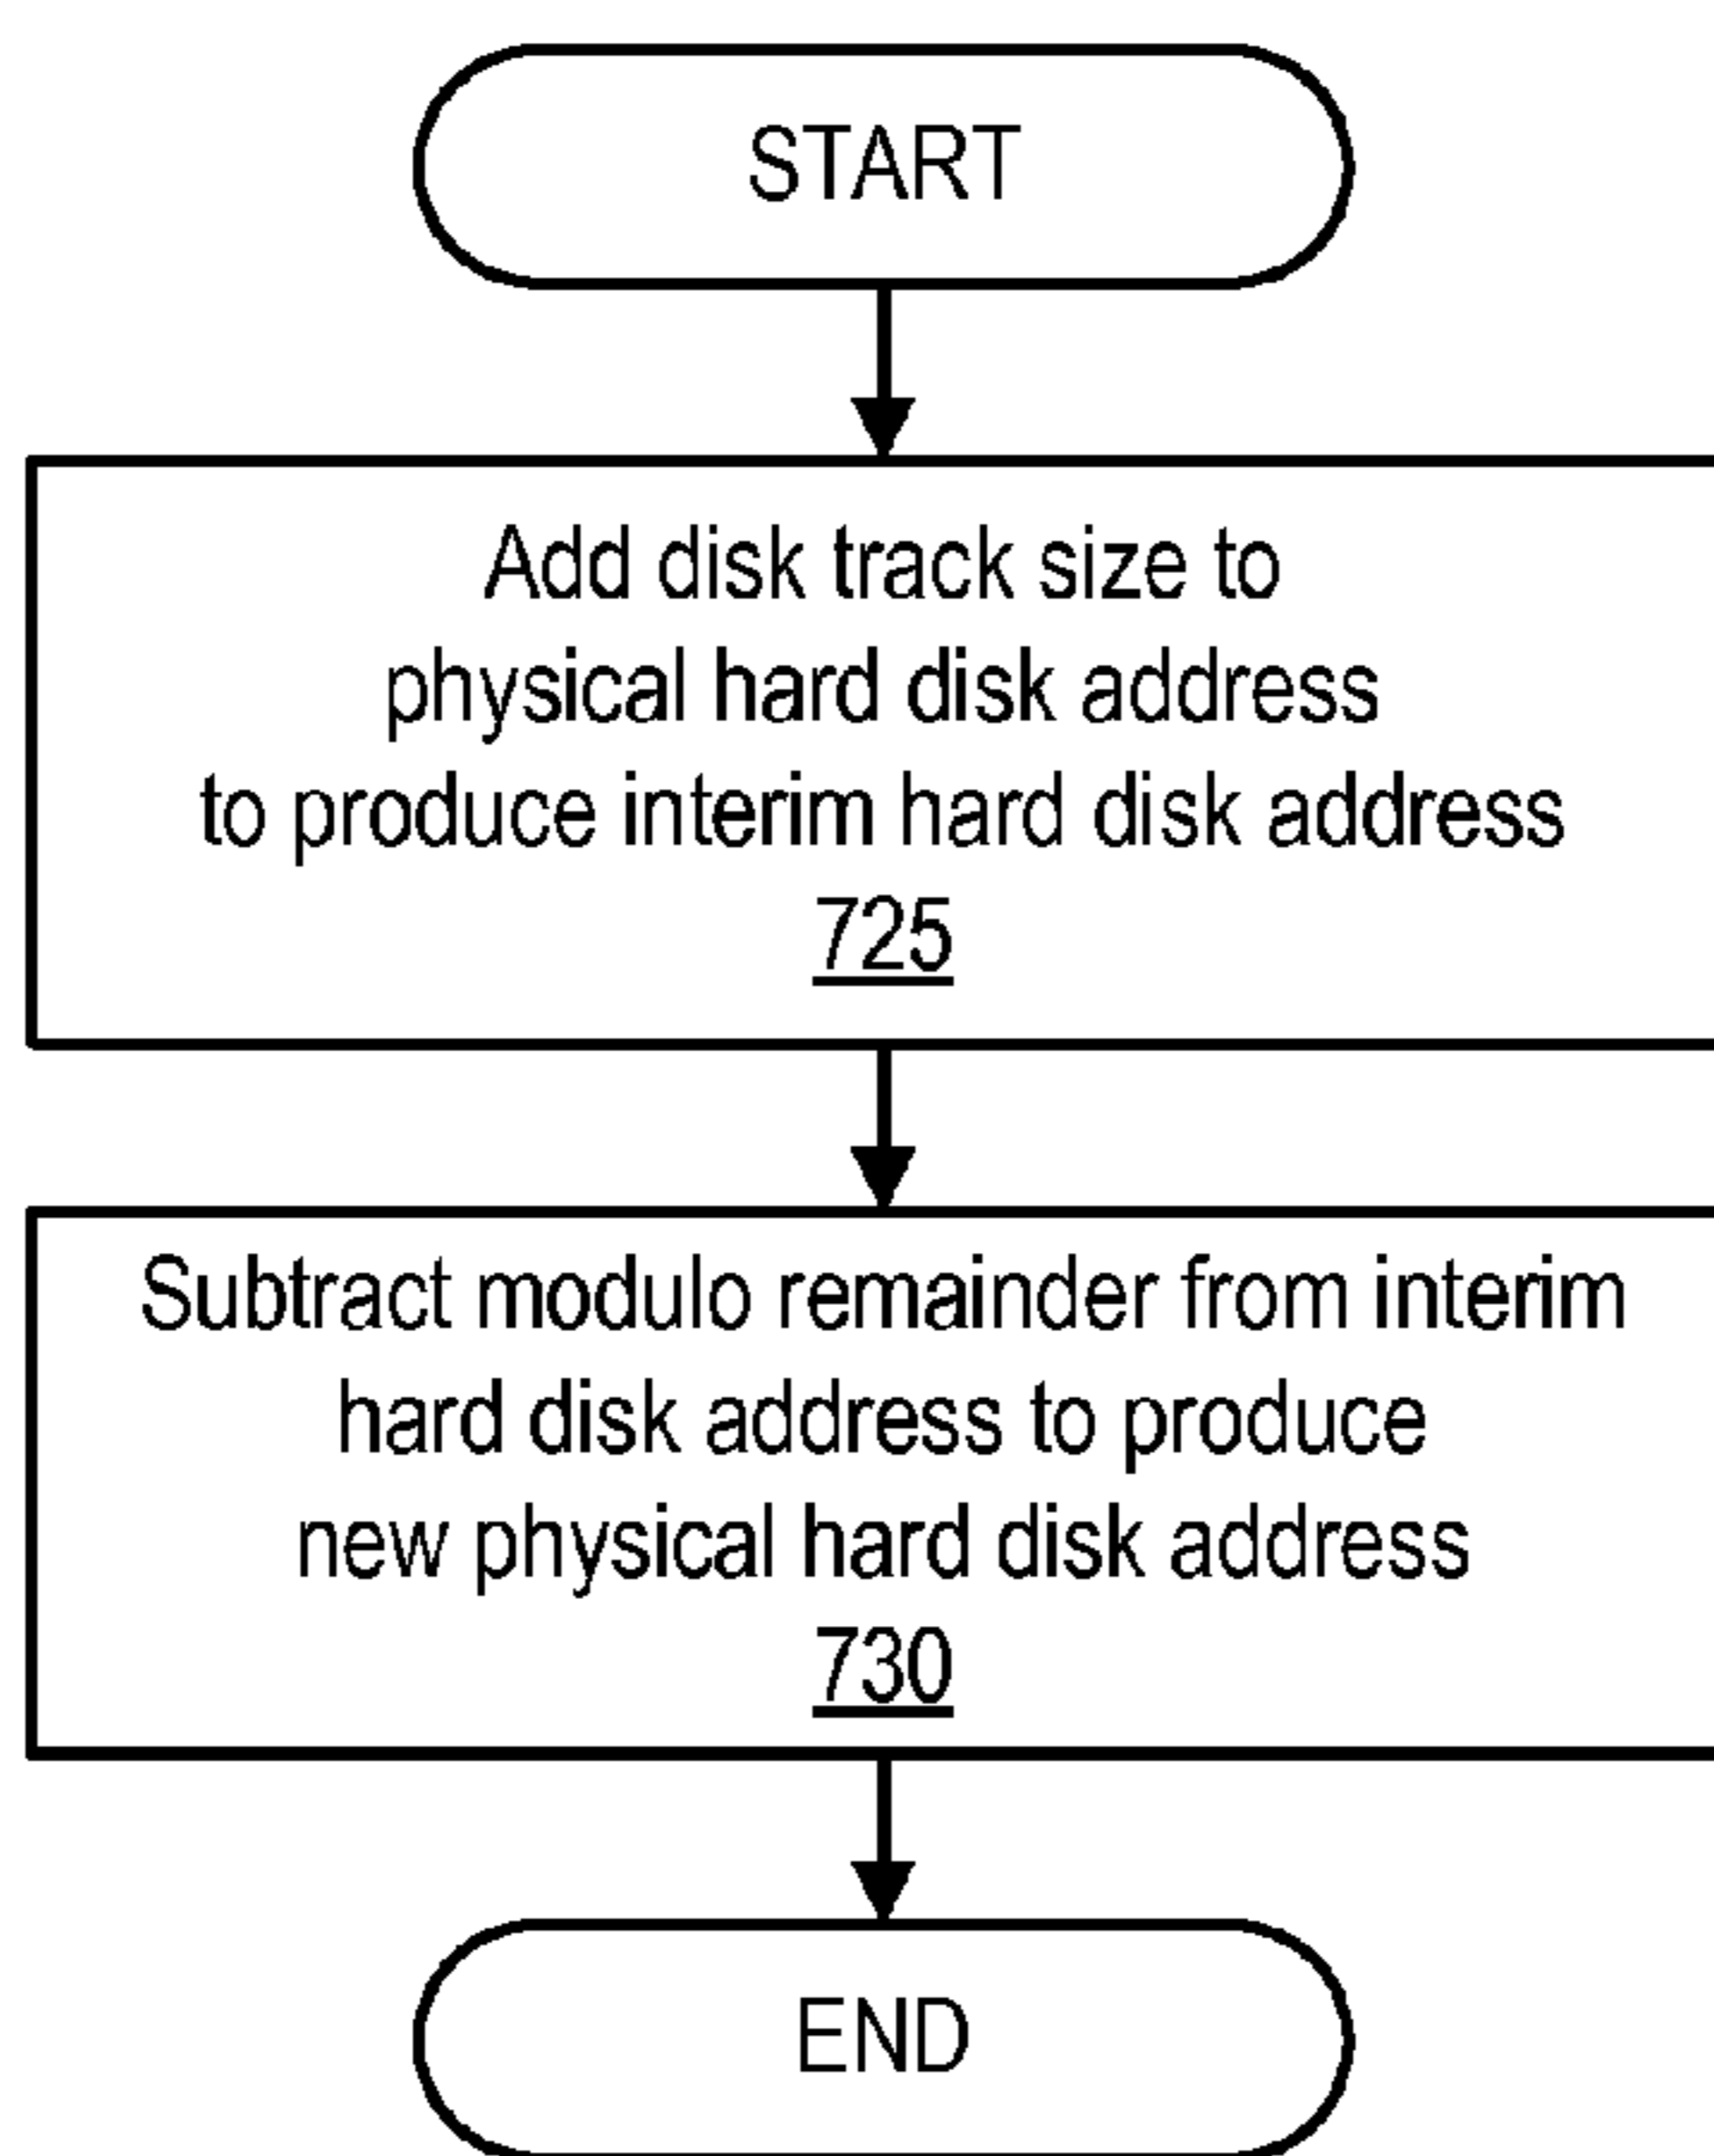 START
Add disk track size to
physical hard disk address
to produce interim hard disk address
725
Subtract modulo remainder from interim
hard disk address to produce
new physical hard disk address
730
END